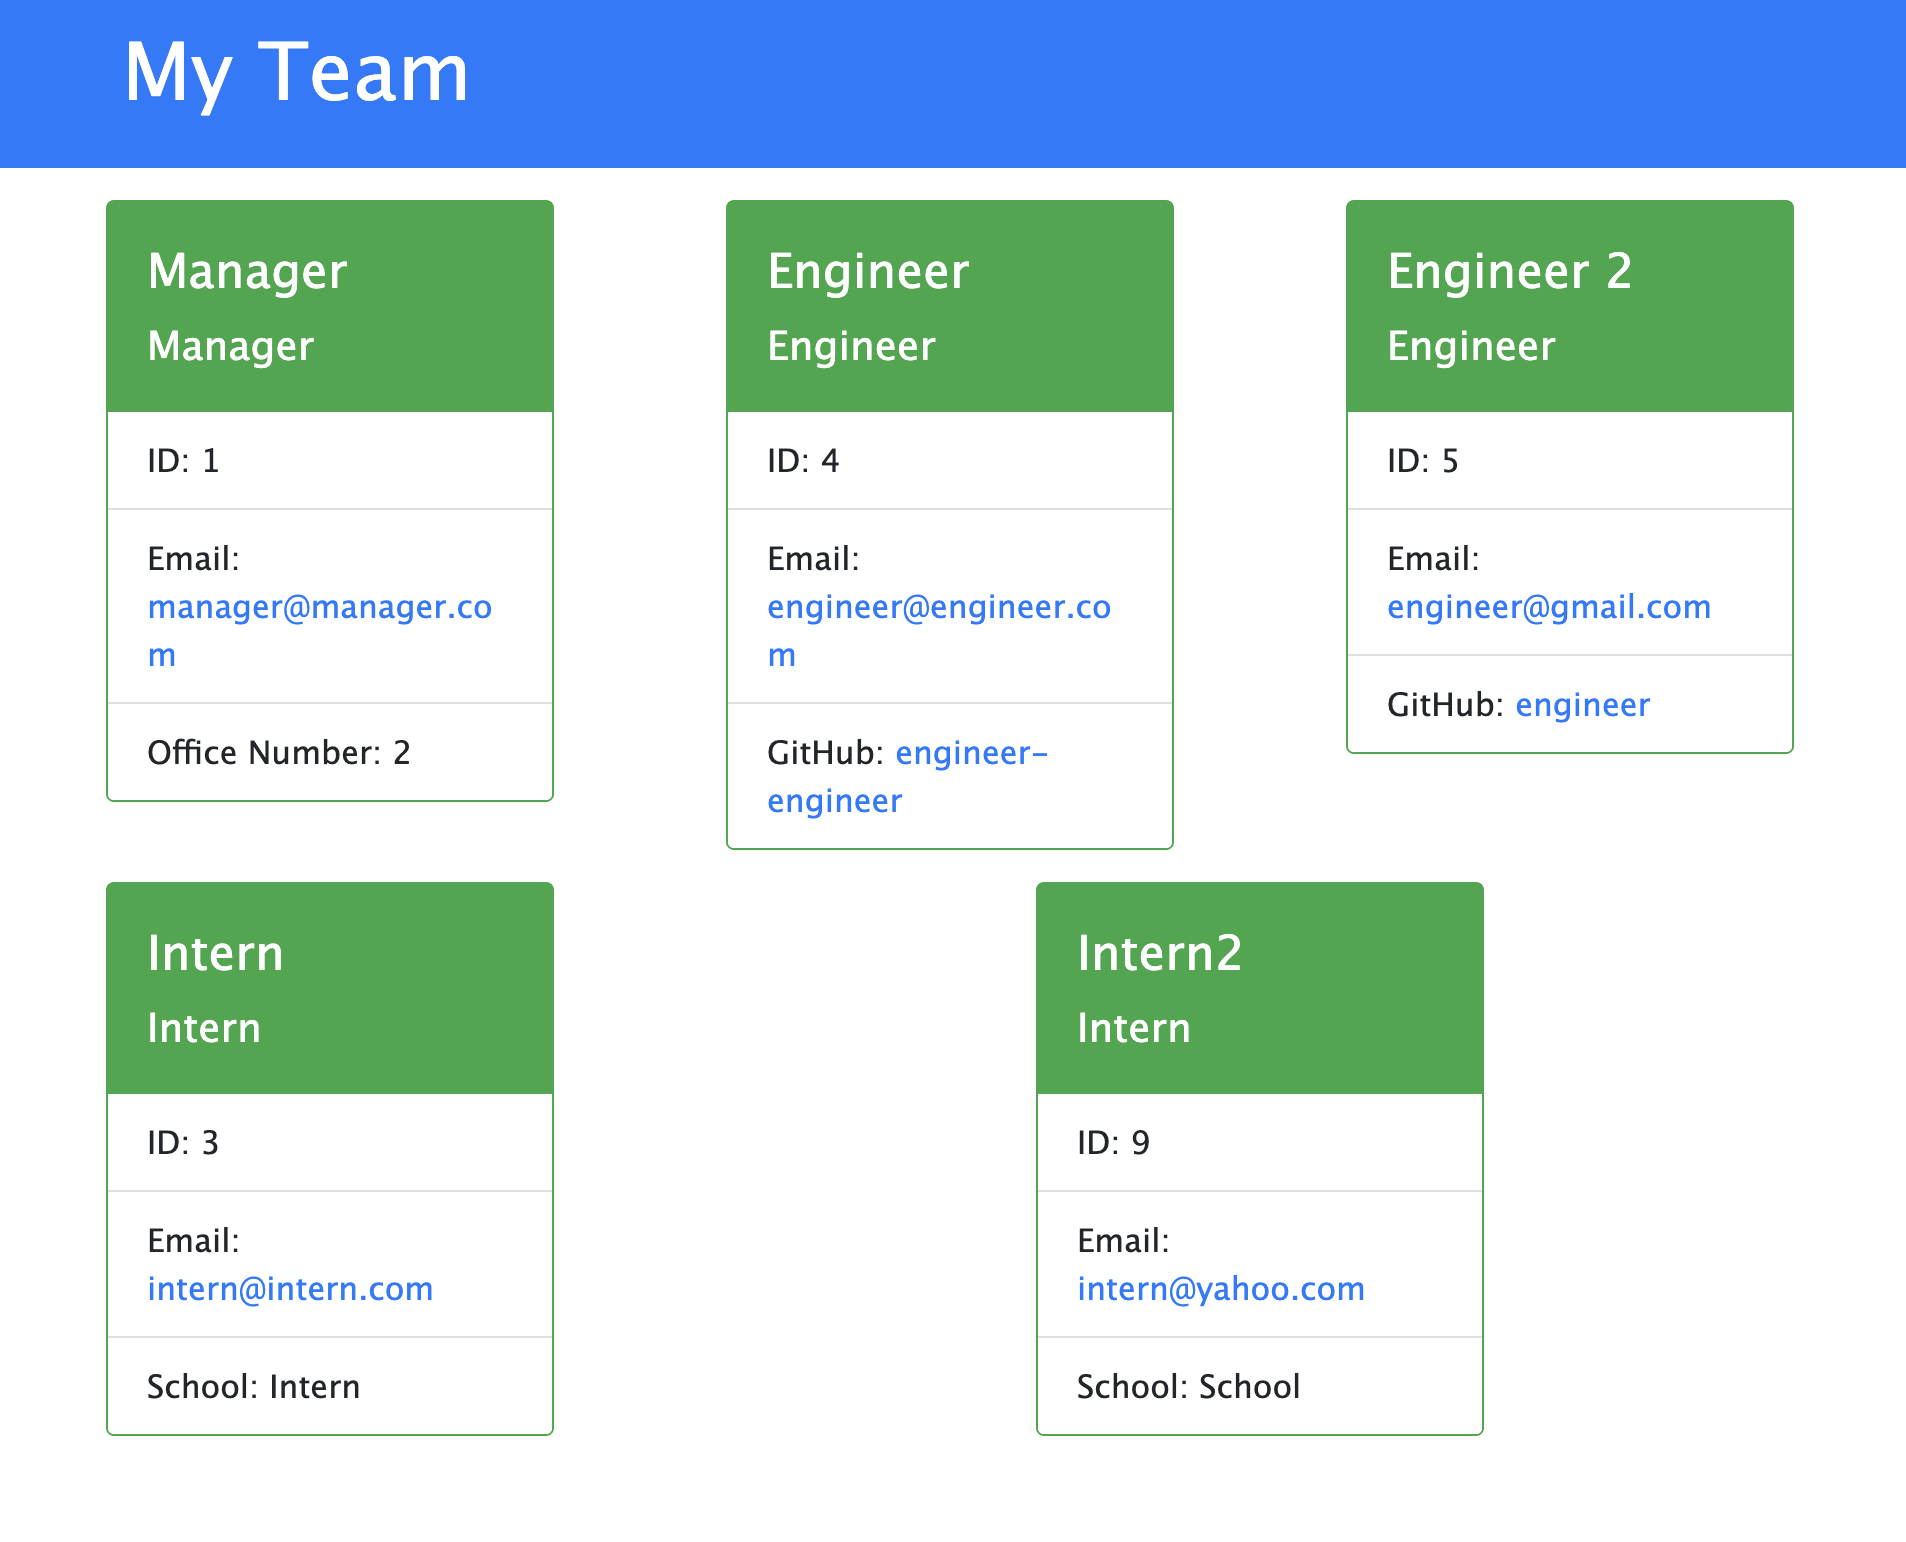 My Team
Manager
Manager
ID: 1
Email:
manager@manager.co
m
Office Number: 2
Engineer
Engineer
ID: 4
Email:
engineer@engineer.co
m
GitHub: engineer-
engineer
Engineer 2
Engineer
ID: 5
Email:
engineer@gmail.com
GitHub: engineer
Intern
Intern
ID: 3
Email:
intern@intern.com
School: Intern
Intern2
Intern
ID: 9
Email:
intern@yahoo.com
School: School